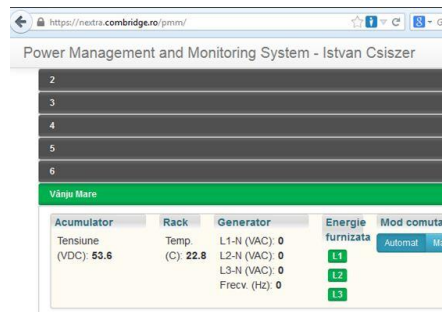 https://nextra.combridge.ro/pmm/
Power Management and Monitoring System - Istvan Csiszer
2
3
4
5
6
Vânju Mare
Acumulator Rack Generator Energie furnizata Mod comuta
Tensiune (VDC): 53.6
Temp. (C): 22.8
L1-N (VAC): 0
L2-N (VAC): 0
L3-N (VAC): 0
Frecv. (Hz): 0
L1
L2
L3
Automat